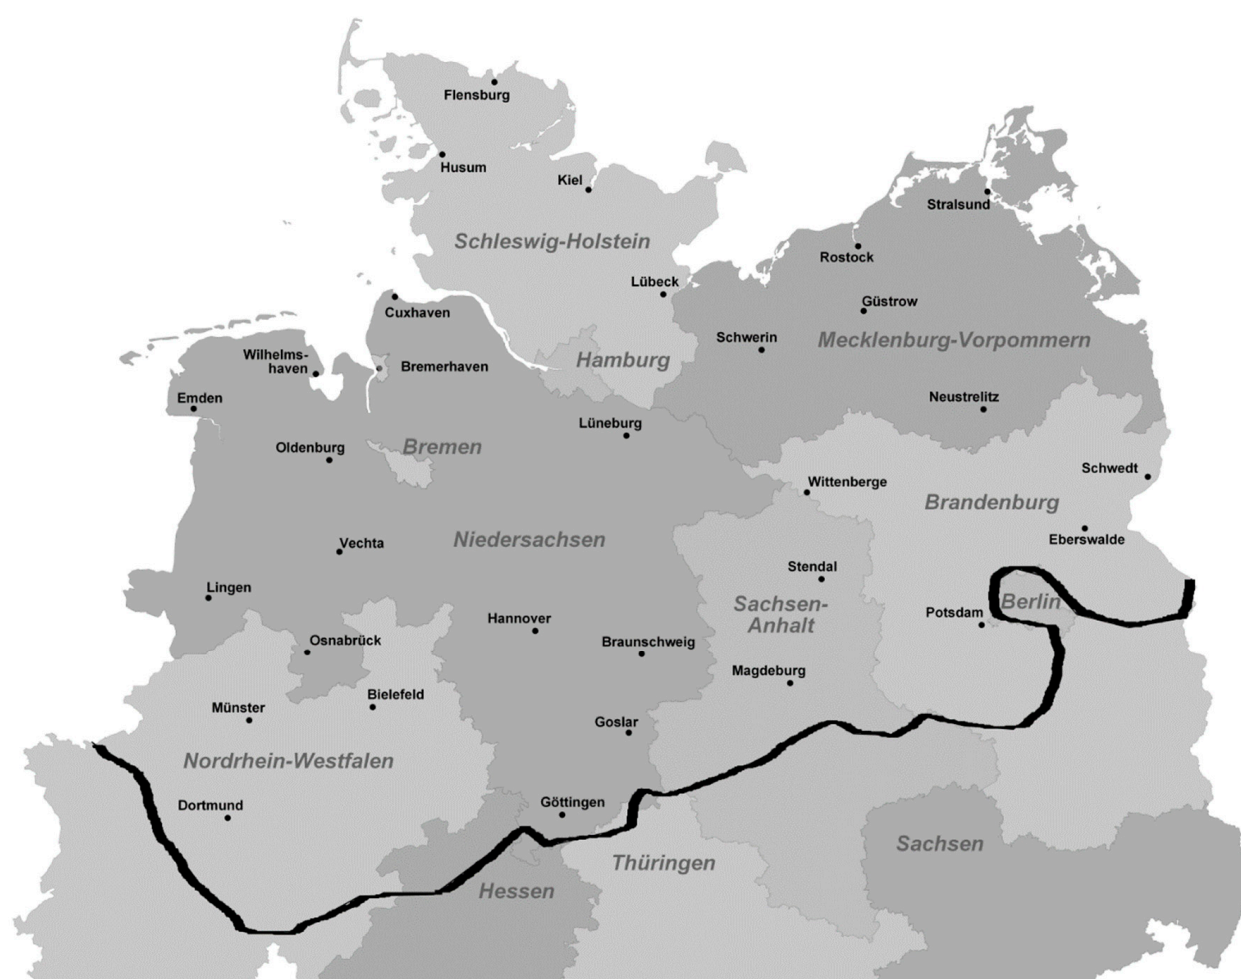 Flensburg
Husum
Kiel
Stralsund
Schleswig-Holstein
Rostock
Lübeck
Güstrow
Cuxhaven
Schwerin
Mecklenburg-Vorpommern
Wilhelms-
haven
Bremerhaven
Hamburg
Emden
Neustrelitz
Lüneburg
Oldenburg
Bremen
Schwedt
Wittenberge
Brandenburg
Vechta
Niedersachsen
Eberswalde
Stendal
Lingen
Sachsen-
Anhalt
Berlin
Potsdam
Hannover
Osnabrück
Braunschweig
Magdeburg
Bielefeld
Münster
Goslar
Nordrhein-Westfalen
Dortmund
Göttingen
Sachsen
Thüringen
Hessen